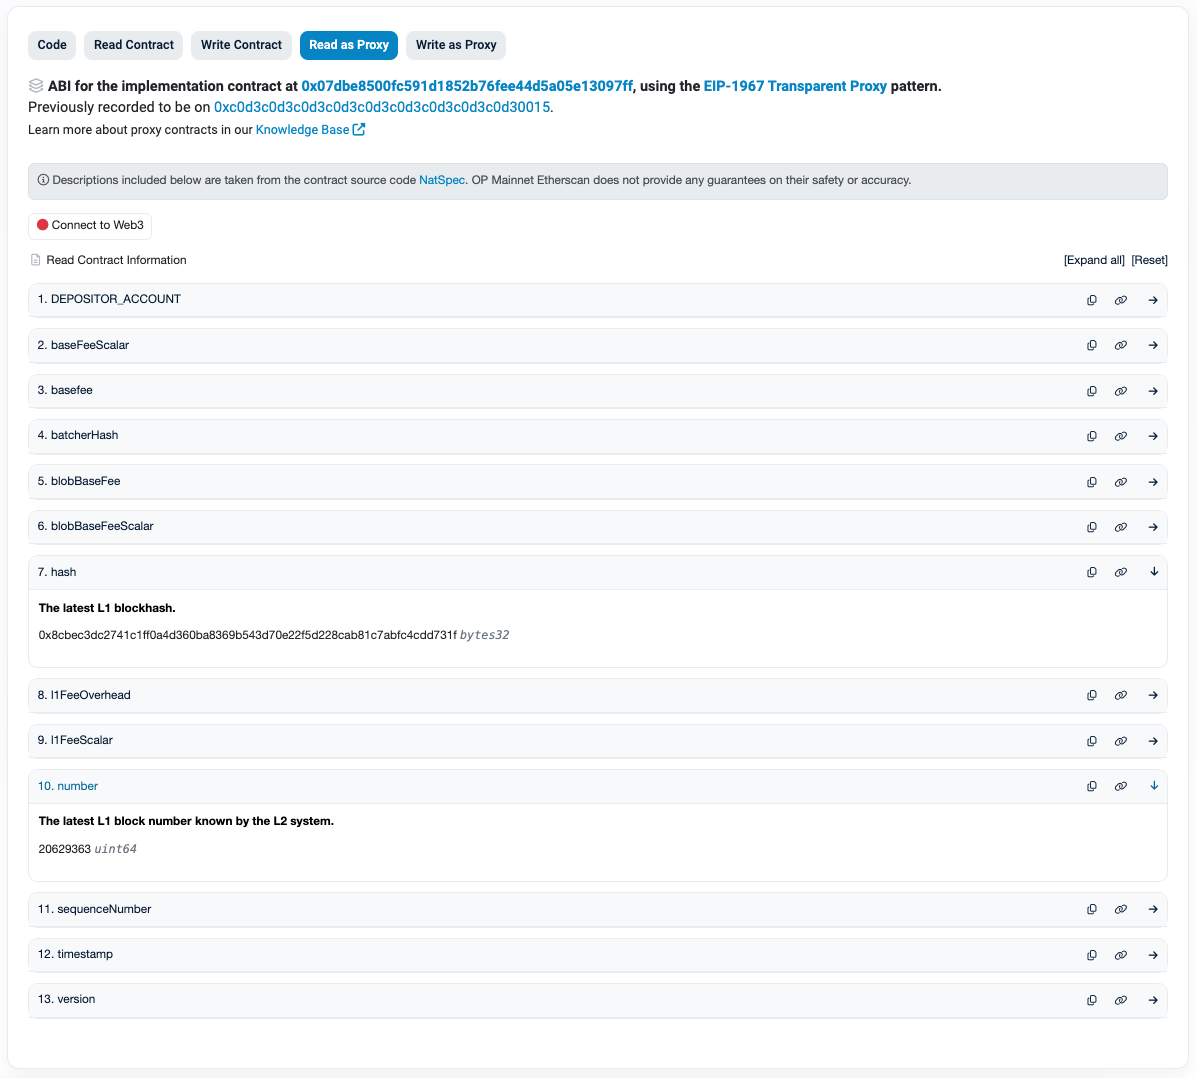 Code Read Contract Write Contract Read as Proxy Write as Proxy
ABI for the implementation contract at 0x07dbe8500fc591d1852b76fee44d5a05e13097ff, using the EIP-1967 Transparent Proxy pattern.
Previously recorded to be on 0xc0d3c0d3c0d3c0d3c0d3c0d3c0d3c0d3c0d30015.
Learn more about proxy contracts in our Knowledge Base
Descriptions included below are taken from the contract source code NatSpec. OP Mainnet Etherscan does not provide any guarantees on their safety or accuracy.
Connect to Web3
Read Contract Information [Expand all] [Reset]
1. DEPOSITOR_ACCOUNT
2. baseFeeScalar
3. basefee
4. batcherHash
5. blobBaseFee
6. blobBaseFeeScalar
7. hash
The latest L1 blockhash.
0x8cbec3dc2741c1ff0a4d360ba8369b543d70e22f5d228cab81c7abfc4cdd731f bytes32
8. l1FeeOverhead
9. l1FeeScalar
10. number
The latest L1 block number known by the L2 system.
20629363 uint64
11. sequenceNumber
12. timestamp
13. version